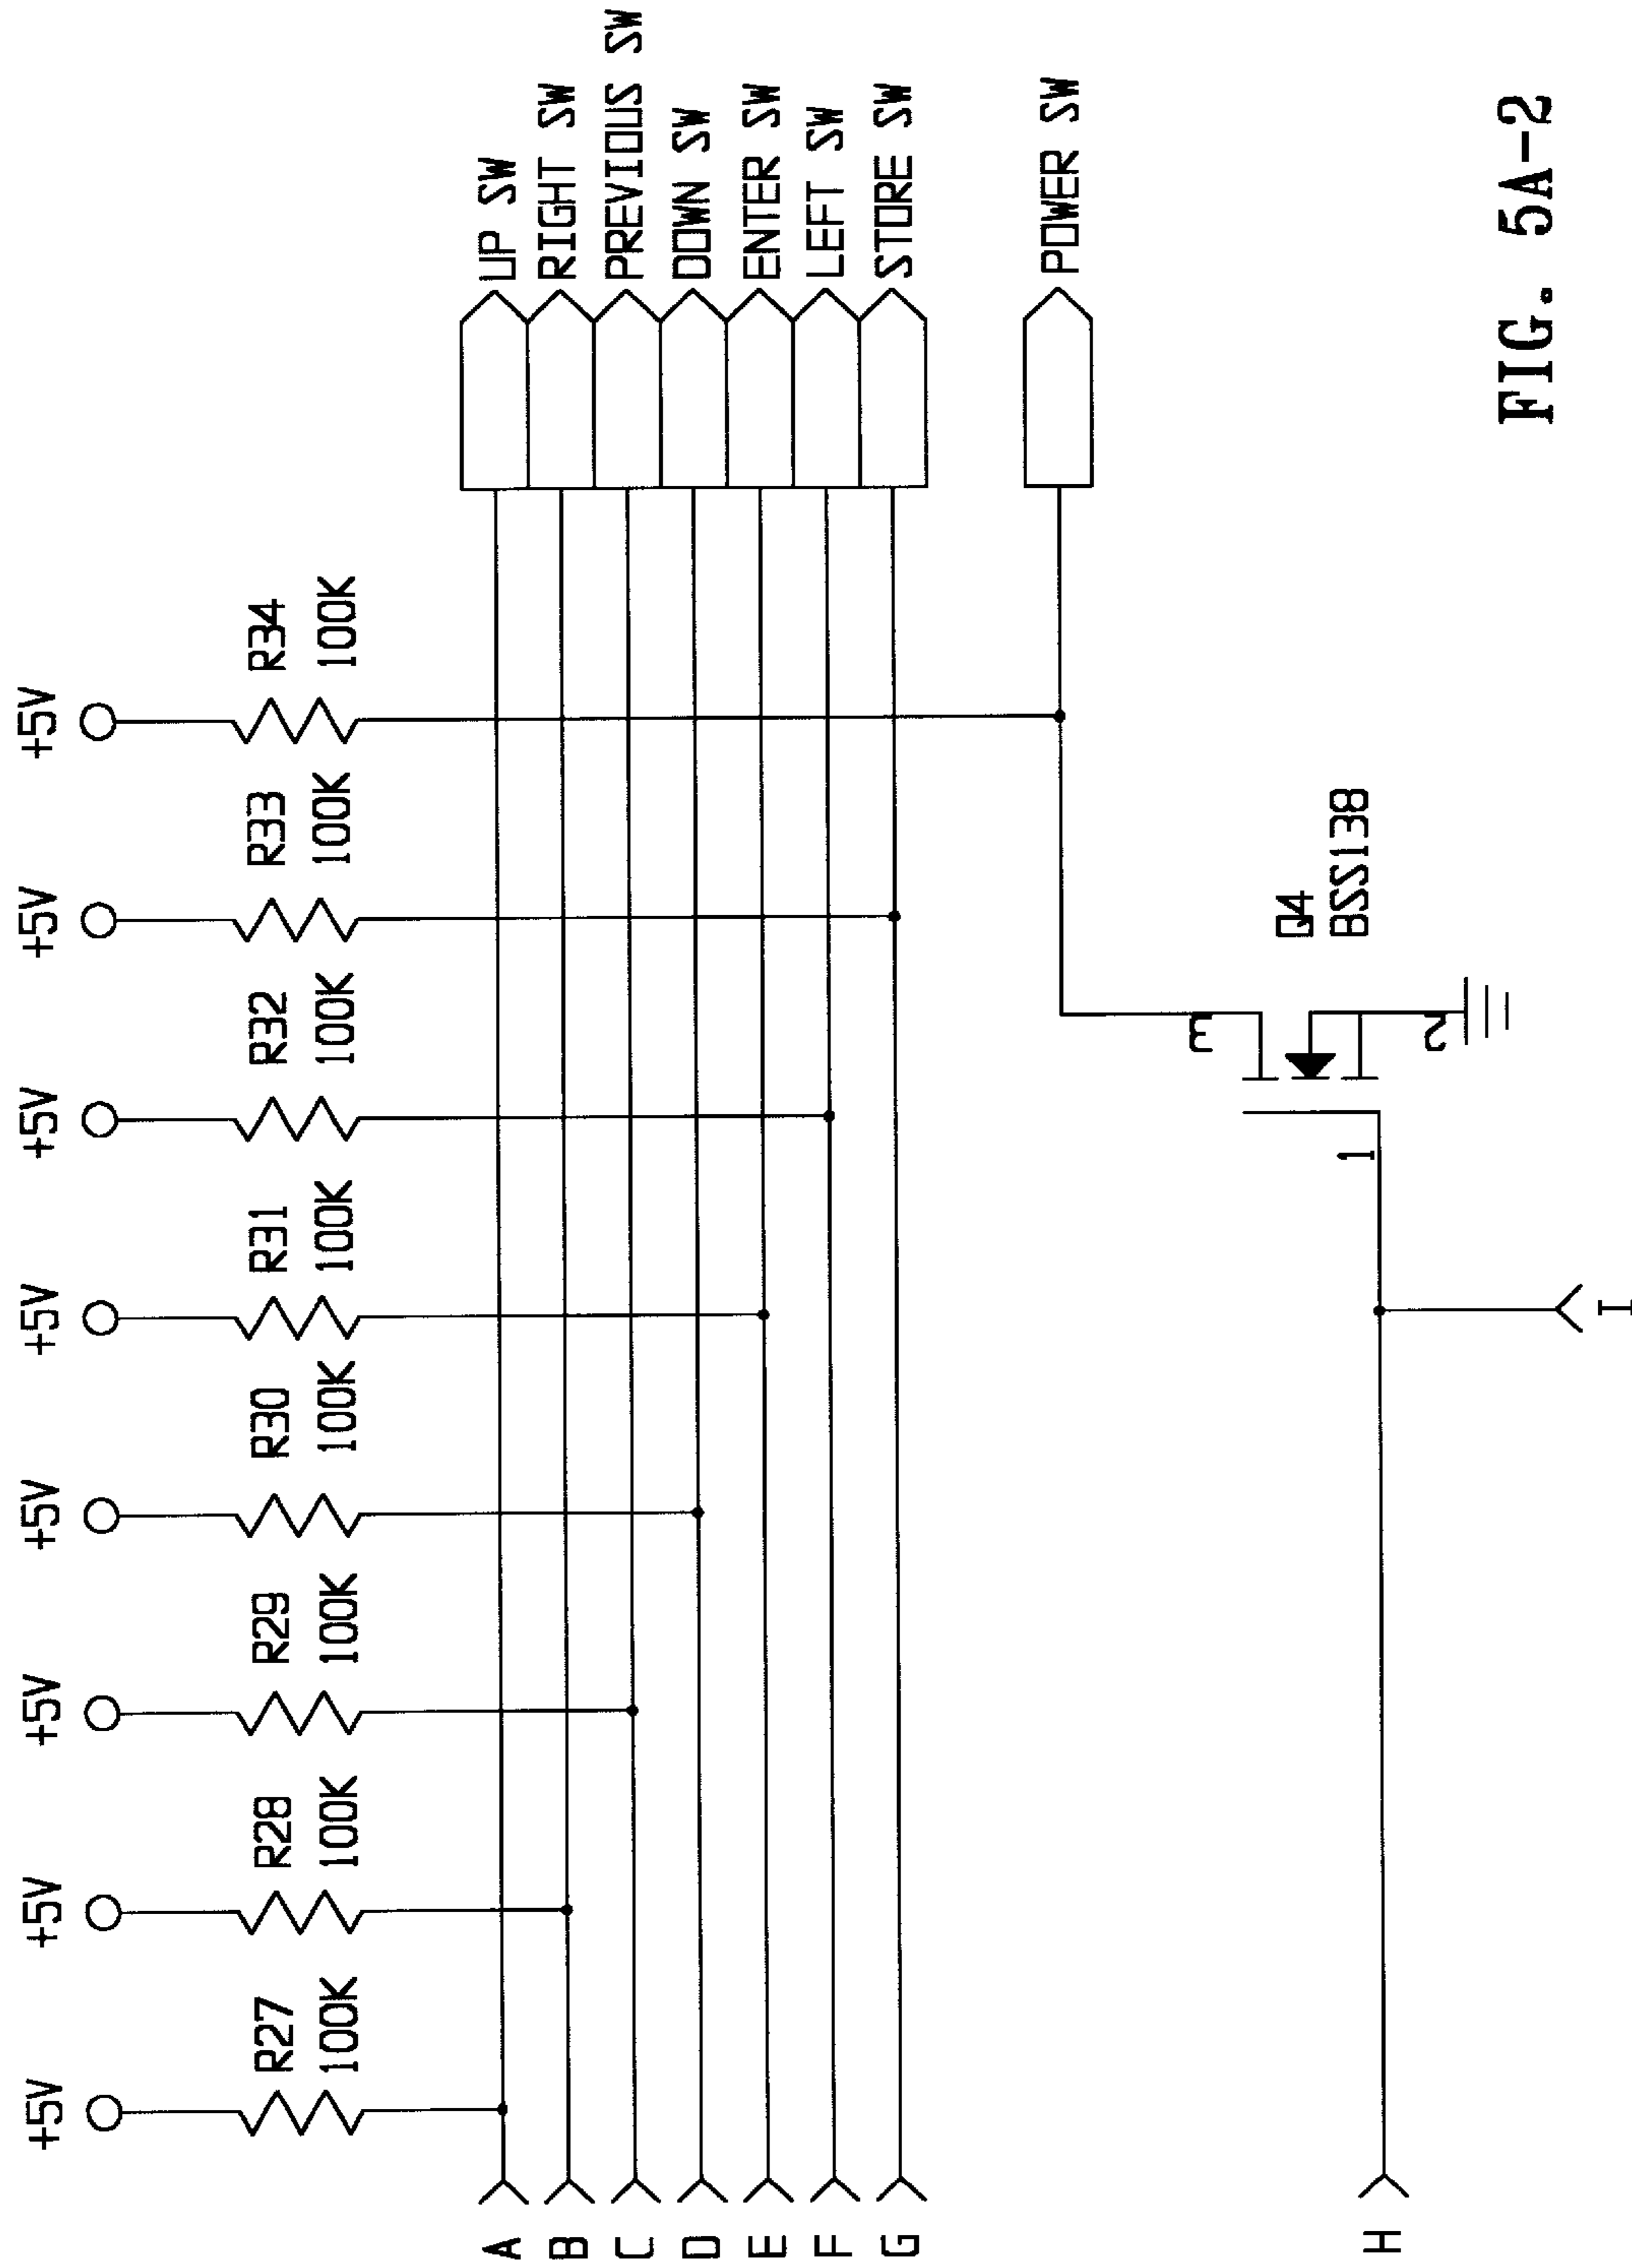 +5V +5V +5V +5V +5V +5V +5V +5V
R27 R28 R29 R30 R31 R32 R33 R34
100K 100K 100K 100K 100K 100K 100K 100K
A UP SW
B RIGHT SW
C PREVIOUS SW
D DOWN SW
E ENTER SW
F LEFT SW
G STORE SW
POWER SW
3
Q4
1 BSS138
H
2
I
FIG. 5A-2